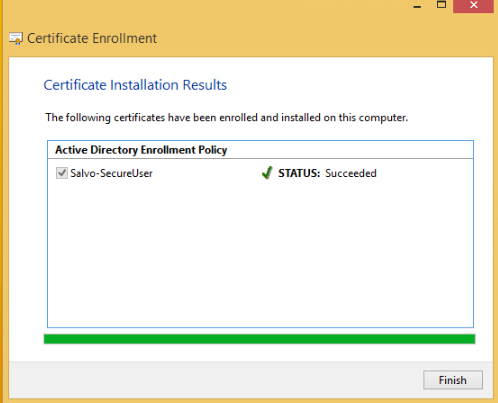 Certificate Enrollment
Certificate Installation Results
The following certificates have been enrolled and installed on this computer.
Active Directory Enrollment Policy
Salvo-SecureUser STATUS: Succeeded
Finish